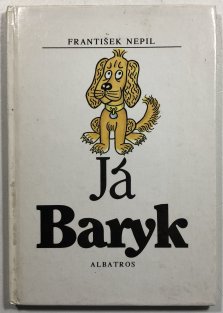 FRANTIŠEK NEPIL
Já
Baryk
ALBATROS